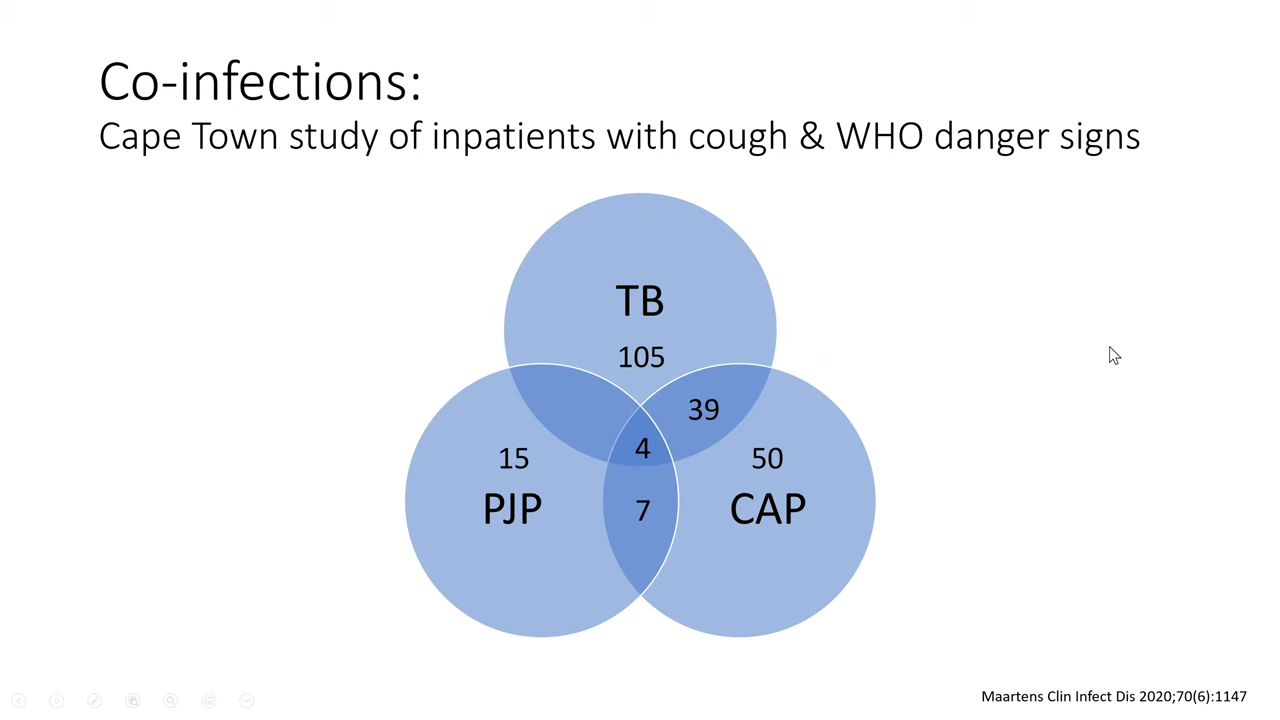 Co-infections:
Cape Town study of inpatients with cough & WHO danger signs
TB
105
39
4
15
50
PJP
7
CAP
Maartens Clin Infect Dis 2020;70(6):1147